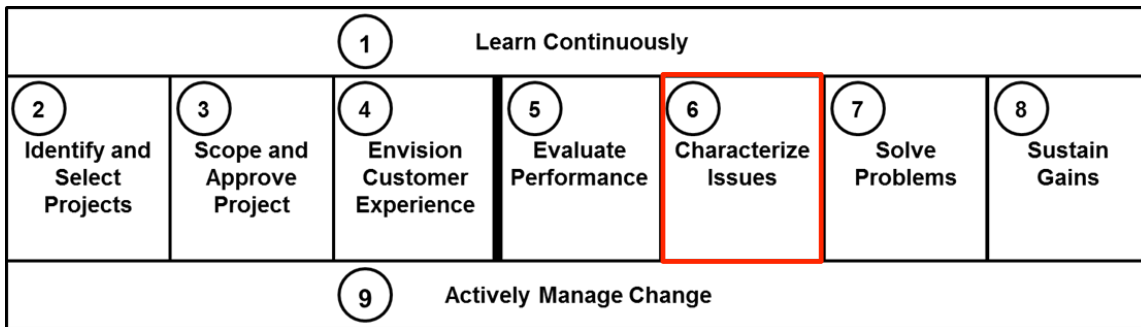 1 Learn Continuously
2
Identify and
Select
Projects
3
Scope and
Approve
Project
4
Envision
Customer
Experience
5
Evaluate
Performance
6
Characterize
Issues
7
Solve
Problems
8
Sustain
Gains
9 Actively Manage Change